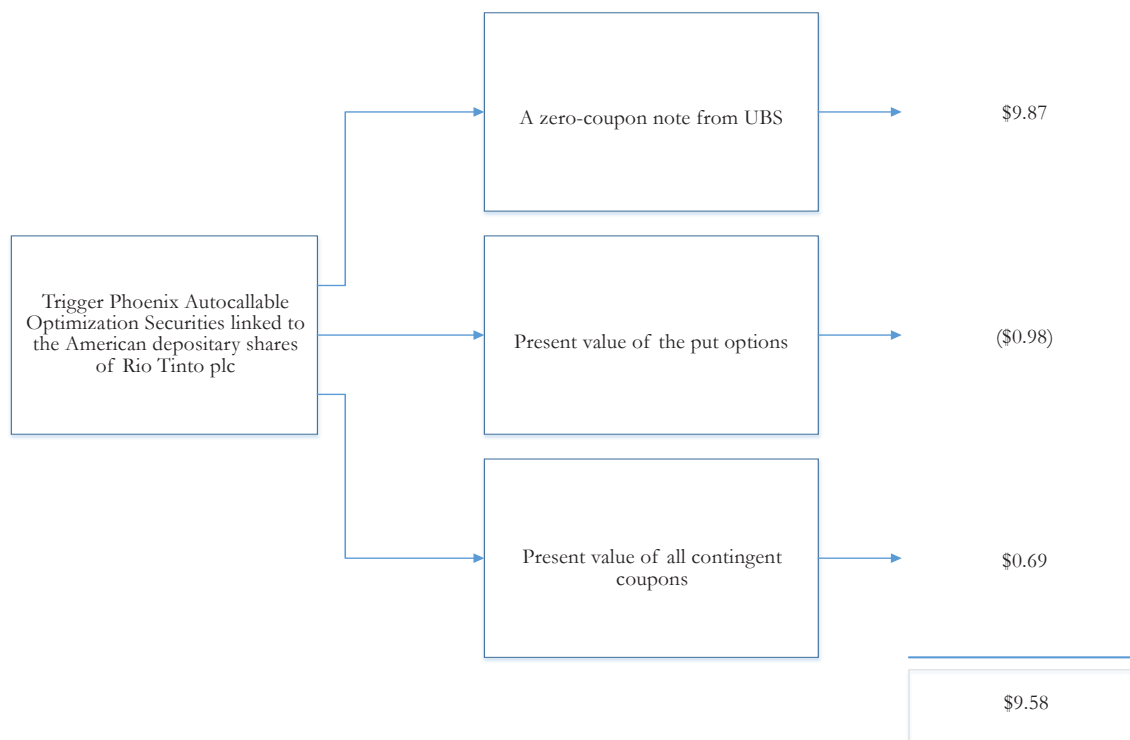 A zero-coupon note from UBS
$9.87
Trigger Phoenix Autocallable
Optimization Securities linked to
the American depositary shares
of Rio Tinto plc
Present value of the put options
($0.98)
Present value of all contingent
coupons
$0.69
$9.58